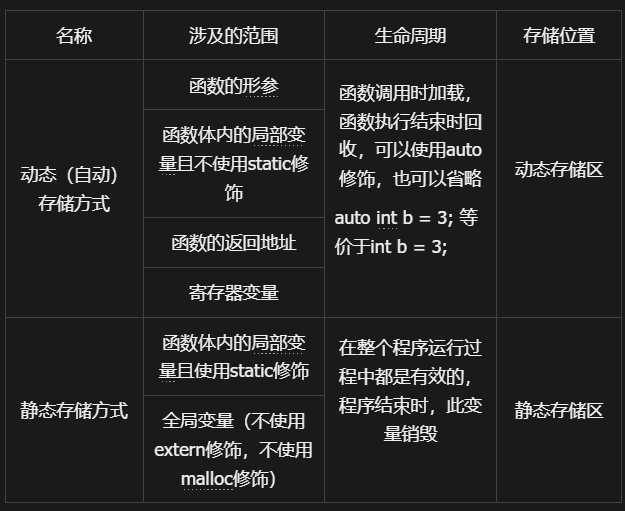 名称
涉及的范围
生命周期
存储位置
动态（自动）
存储方式
函数的形参
函数体内的局部变
量且不使用static修
饰
函数的返回地址
寄存器变量
函数调用时加载，
函数执行结束时回
收，可以使用auto
修饰，也可以省略
auto int b = 3; 等
价于int b = 3;
动态存储区
静态存储方式
函数体内的局部变
量且使用static修饰
全局变量（不使用
extern修饰，不使用
malloc修饰）
在整个程序运行过
程中都是有效的，
程序结束时，此变
量销毁
静态存储区